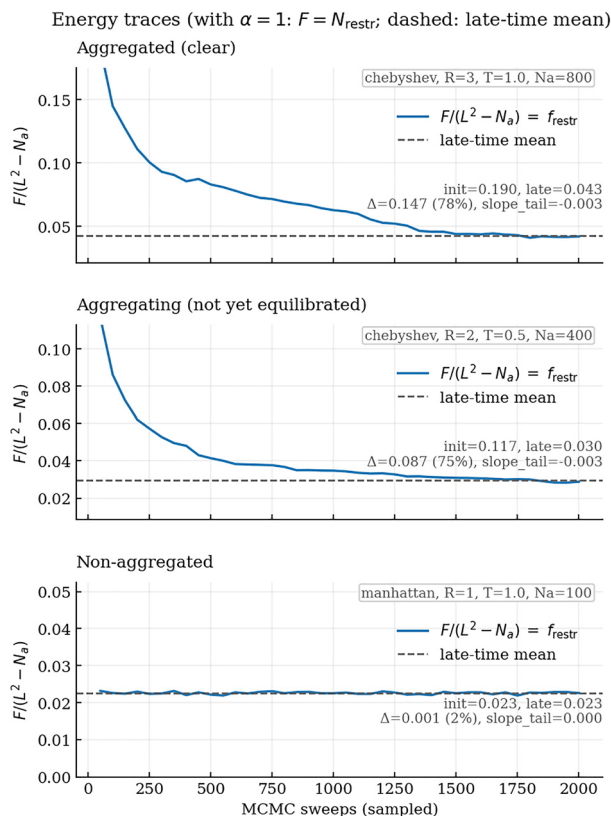 Energy traces (with α = 1: F = N_restr; dashed: late-time mean)
Aggregated (clear)
chebyshev, R=3, T=1.0, Na=800
F/(L² − N_a) = f_restr
late-time mean
init=0.190, late=0.043
Δ=0.147 (78%), slope_tail=-0.003
F/(L² − N_a)
0.15
0.10
0.05
Aggregating (not yet equilibrated)
chebyshev, R=2, T=0.5, Na=400
F/(L² − N_a) = f_restr
late-time mean
init=0.117, late=0.030
Δ=0.087 (75%), slope_tail=-0.003
F/(L² − N_a)
0.10
0.08
0.06
0.04
0.02
Non-aggregated
manhattan, R=1, T=1.0, Na=100
F/(L² − N_a) = f_restr
late-time mean
init=0.023, late=0.023
Δ=0.001 (2%), slope_tail=0.000
F/(L² − N_a)
0.05
0.04
0.03
0.02
0.01
0.00
0 250 500 750 1000 1250 1500 1750 2000
MCMC sweeps (sampled)